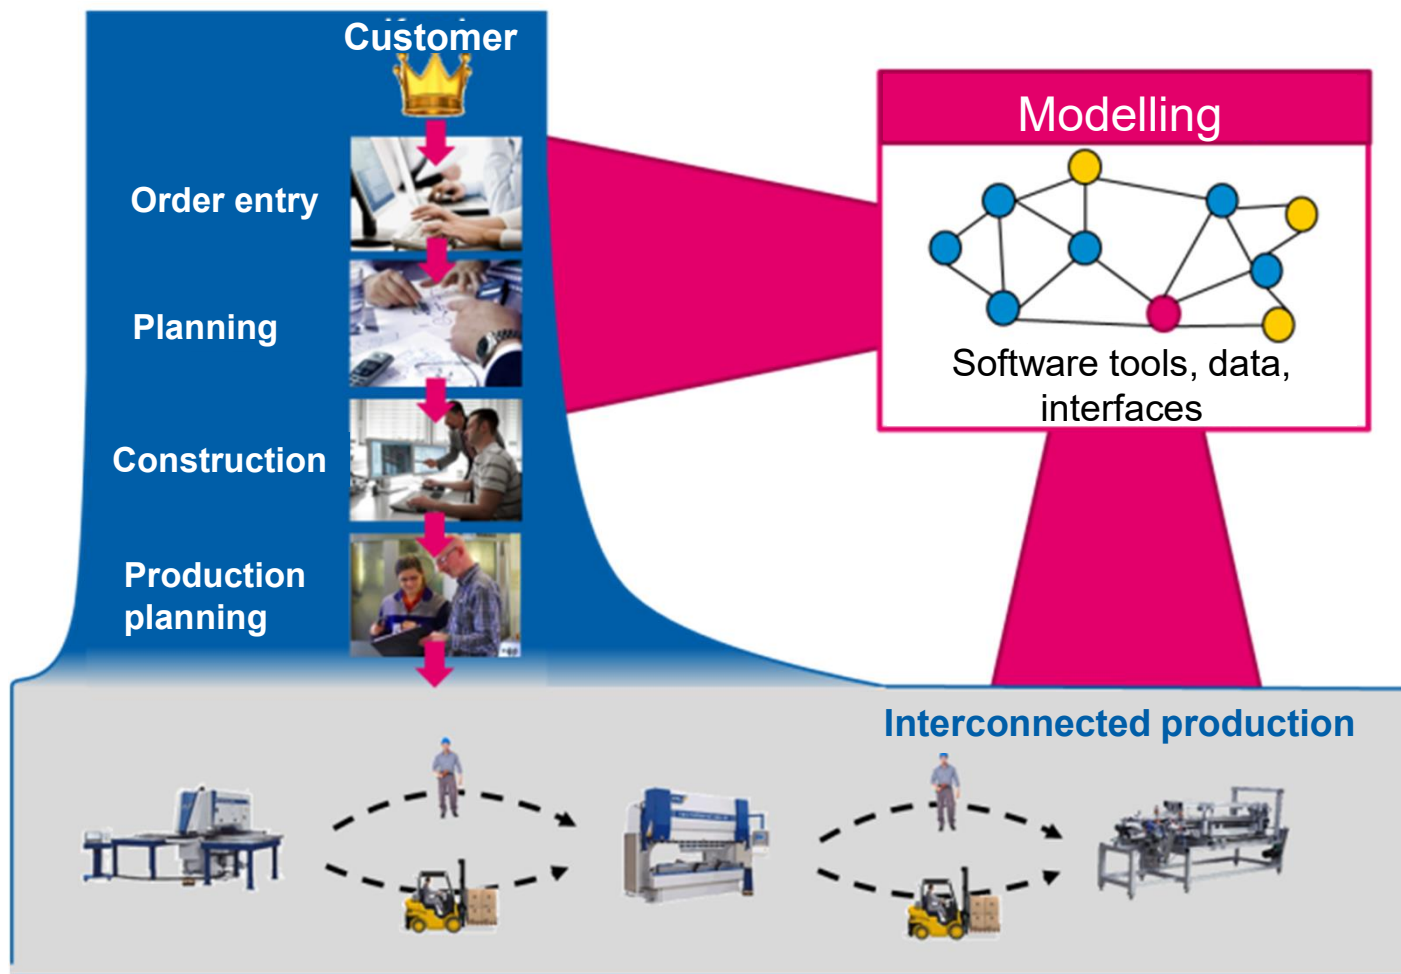 Customer
Order entry
Planning
Construction
Production
planning
Modelling
Software tools, data,
interfaces
Interconnected production